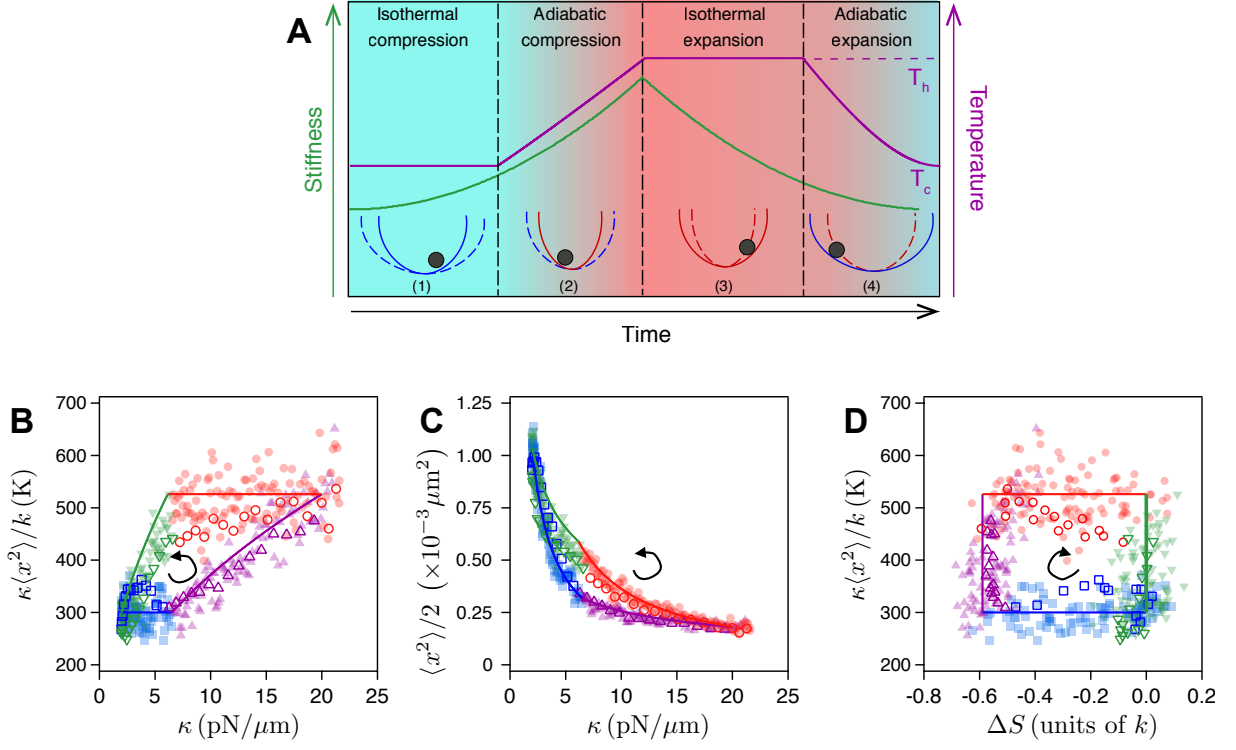 A
Isothermal compression
Adiabatic compression
Isothermal expansion
Adiabatic expansion
Stiffness
Temperature
T_h
T_c
(1)
(2)
(3)
(4)
Time
B
κ⟨x²⟩/k (K)
700
600
500
400
300
200
0
5
10
15
20
25
κ (pN/μm)
C
⟨x²⟩/2 (×10⁻³ μm²)
1.25
1.00
0.75
0.50
0.25
0
0
5
10
15
20
25
κ (pN/μm)
D
κ⟨x²⟩/k (K)
700
600
500
400
300
200
-0.8
-0.6
-0.4
-0.2
0.0
0.2
ΔS (units of k)